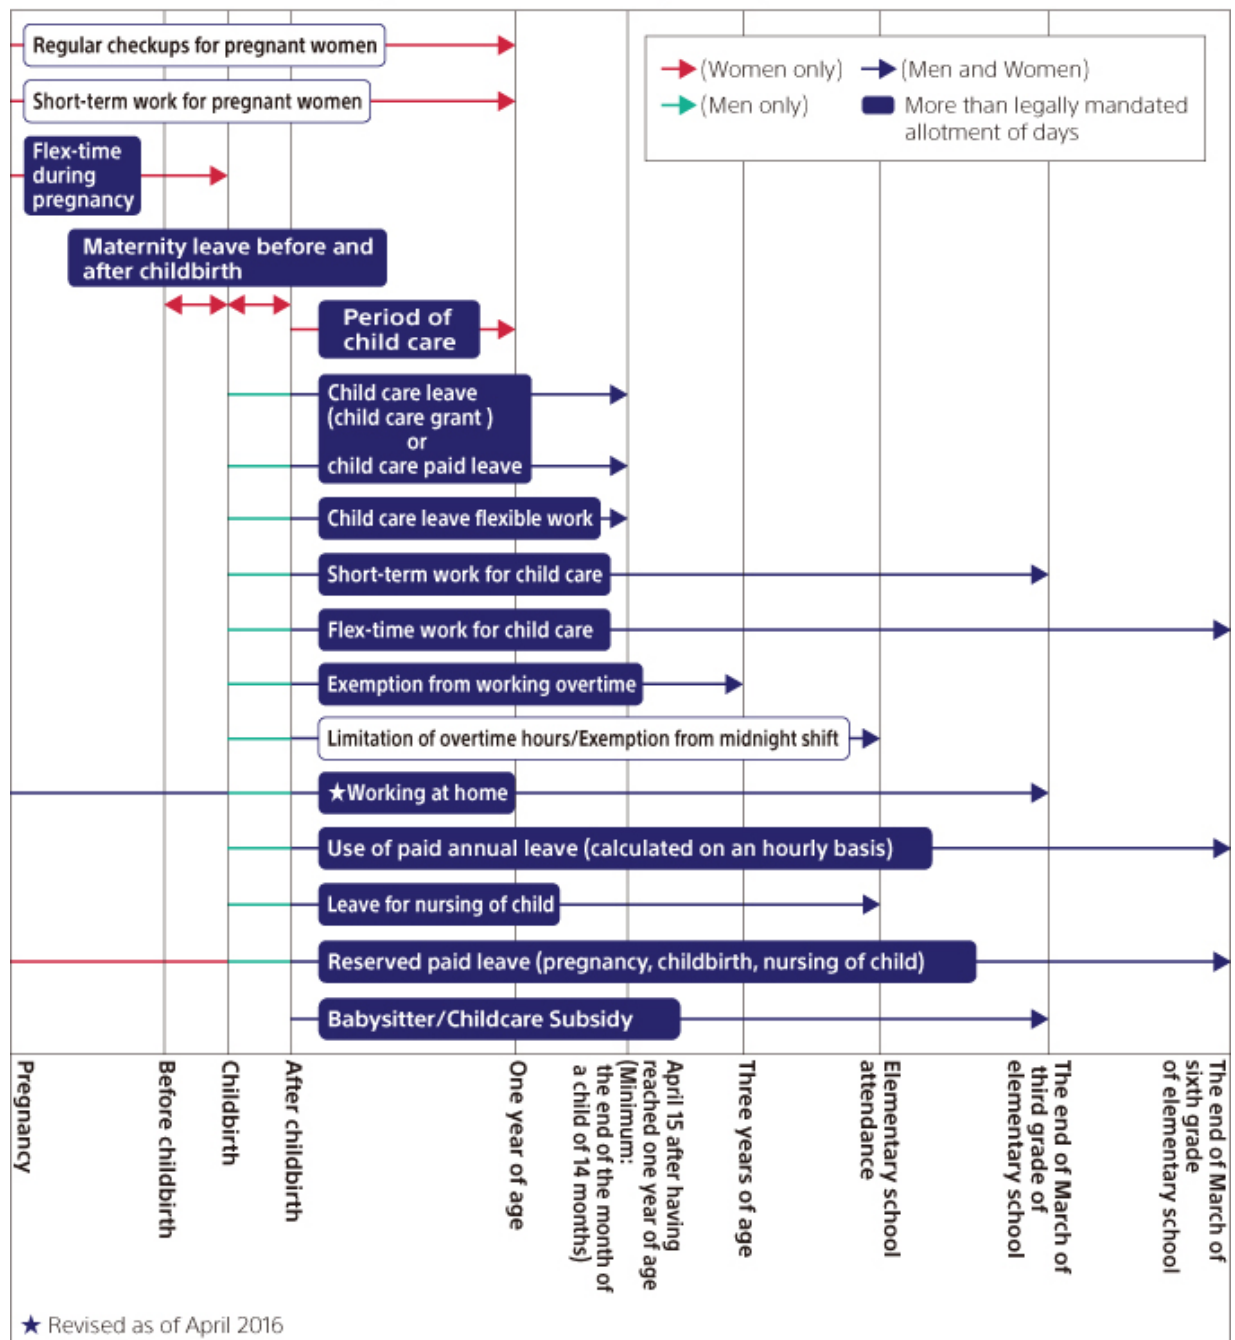 Regular checkups for pregnant women
Short-term work for pregnant women
Flex-time
during
pregnancy
(Women only)
(Men and Women)
(Men only)
More than legally mandated
allotment of days
Maternity leave before and
after childbirth
Period of
child care
Child care leave
(child care grant )
or
child care paid leave
Child care leave flexible work
Short-term work for child care
Flex-time work for child care
Exemption from working overtime
Limitation of overtime hours/Exemption from midnight shift
★Working at home
Use of paid annual leave (calculated on an hourly basis)
Leave for nursing of child
Reserved paid leave (pregnancy, childbirth, nursing of child)
Babysitter/Childcare Subsidy
Pregnancy
Before childbirth
Childbirth
After childbirth
One year of age
April 15 after having
reached one year of age
(Minimum:
the end of the month of
a child of 14 months)
Three years of age
Elementary school
attendance
The end of March of
third grade of
elementary school
The end of March of
sixth grade
of elementary school
★ Revised as of April 2016